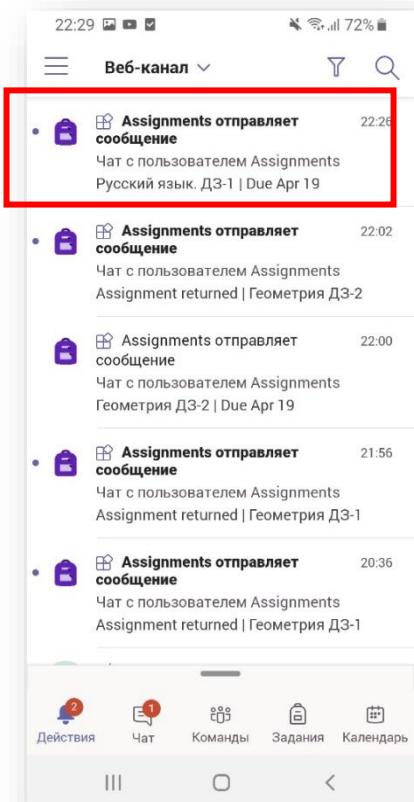 22:29 72%
Веб-канал
Assignments отправляет 22:26
сообщение
Чат с пользователем Assignments
Русский язык. ДЗ-1 | Due Apr 19
Assignments отправляет 22:02
сообщение
Чат с пользователем Assignments
Assignment returned | Геометрия ДЗ-2
Assignments отправляет 22:00
сообщение
Чат с пользователем Assignments
Геометрия ДЗ-2 | Due Apr 19
Assignments отправляет 21:56
сообщение
Чат с пользователем Assignments
Assignment returned | Геометрия ДЗ-1
Assignments отправляет 20:36
сообщение
Чат с пользователем Assignments
Assignment returned | Геометрия ДЗ-1
2 1
Действия Чат Команды Задания Календарь